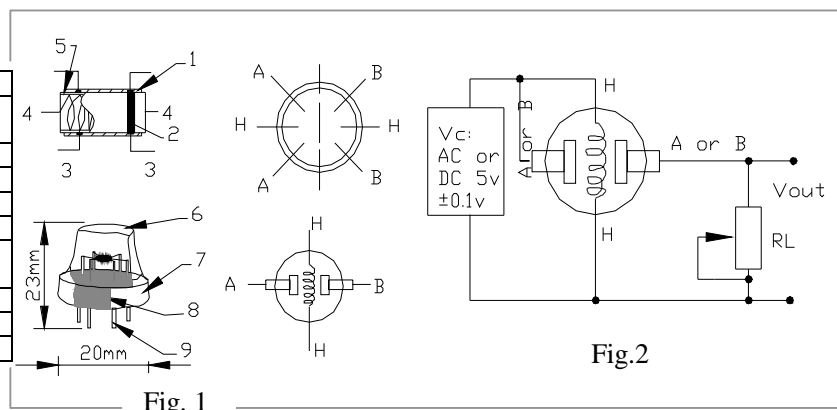 5
1
4
4
2
3
3
A
B
H
H
A
B
6
7
8
9
23mm
20mm
A
B
H
H
Fig. 1
H
Vc:
AC or
DC 5v
±0.1v
A or B
A or B
Vout
RL
H
Fig.2